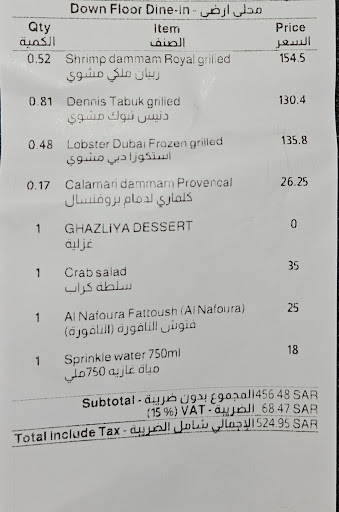 Down Floor Dine-in - محلى ارضى
Qty Item Price
الكمية الصنف السعر
0.52 Shrimp dammam Royal grilled 154.5
ربيان ملكي مشوي
0.81 Dennis Tabuk grilled 130.4
دنيس تبوك مشوي
0.48 Lobster Dubai Frozen grilled 135.8
استكوزا دبي مشوي
0.17 Calamari dammam Provencal 26.25
كلماري لدمام بروفنسال
1 GHAZLIYA DESSERT 0
غزلية
1 Crab salad 35
سلطة كراب
1 Al Nafoura Fattoush (Al Nafoura) 25
فتوش النافورة (النافورة)
1 Sprinkle water 750ml 18
مياة غازيه 750ملي
Subtotal - المجموع بدون ضريبة 456.48 SAR
(15%) VAT - الضريبة 68.47 SAR
Total include Tax - الإجمالي شامل الضريبة 524.95 SAR